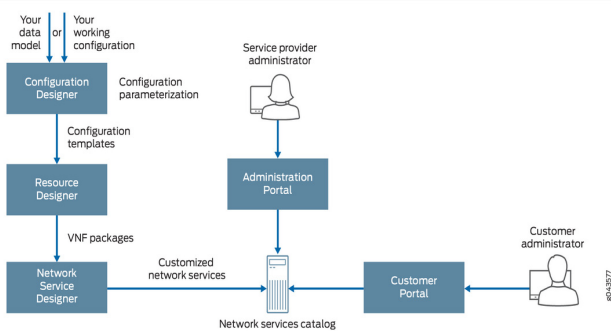 Your data model
or
Your working configuration
Configuration Designer
Configuration parameterization
Configuration templates
Resource Designer
VNF packages
Network Service Designer
Customized network services
Service provider administrator
Administration Portal
Network services catalog
Customer Portal
Customer administrator
g043577